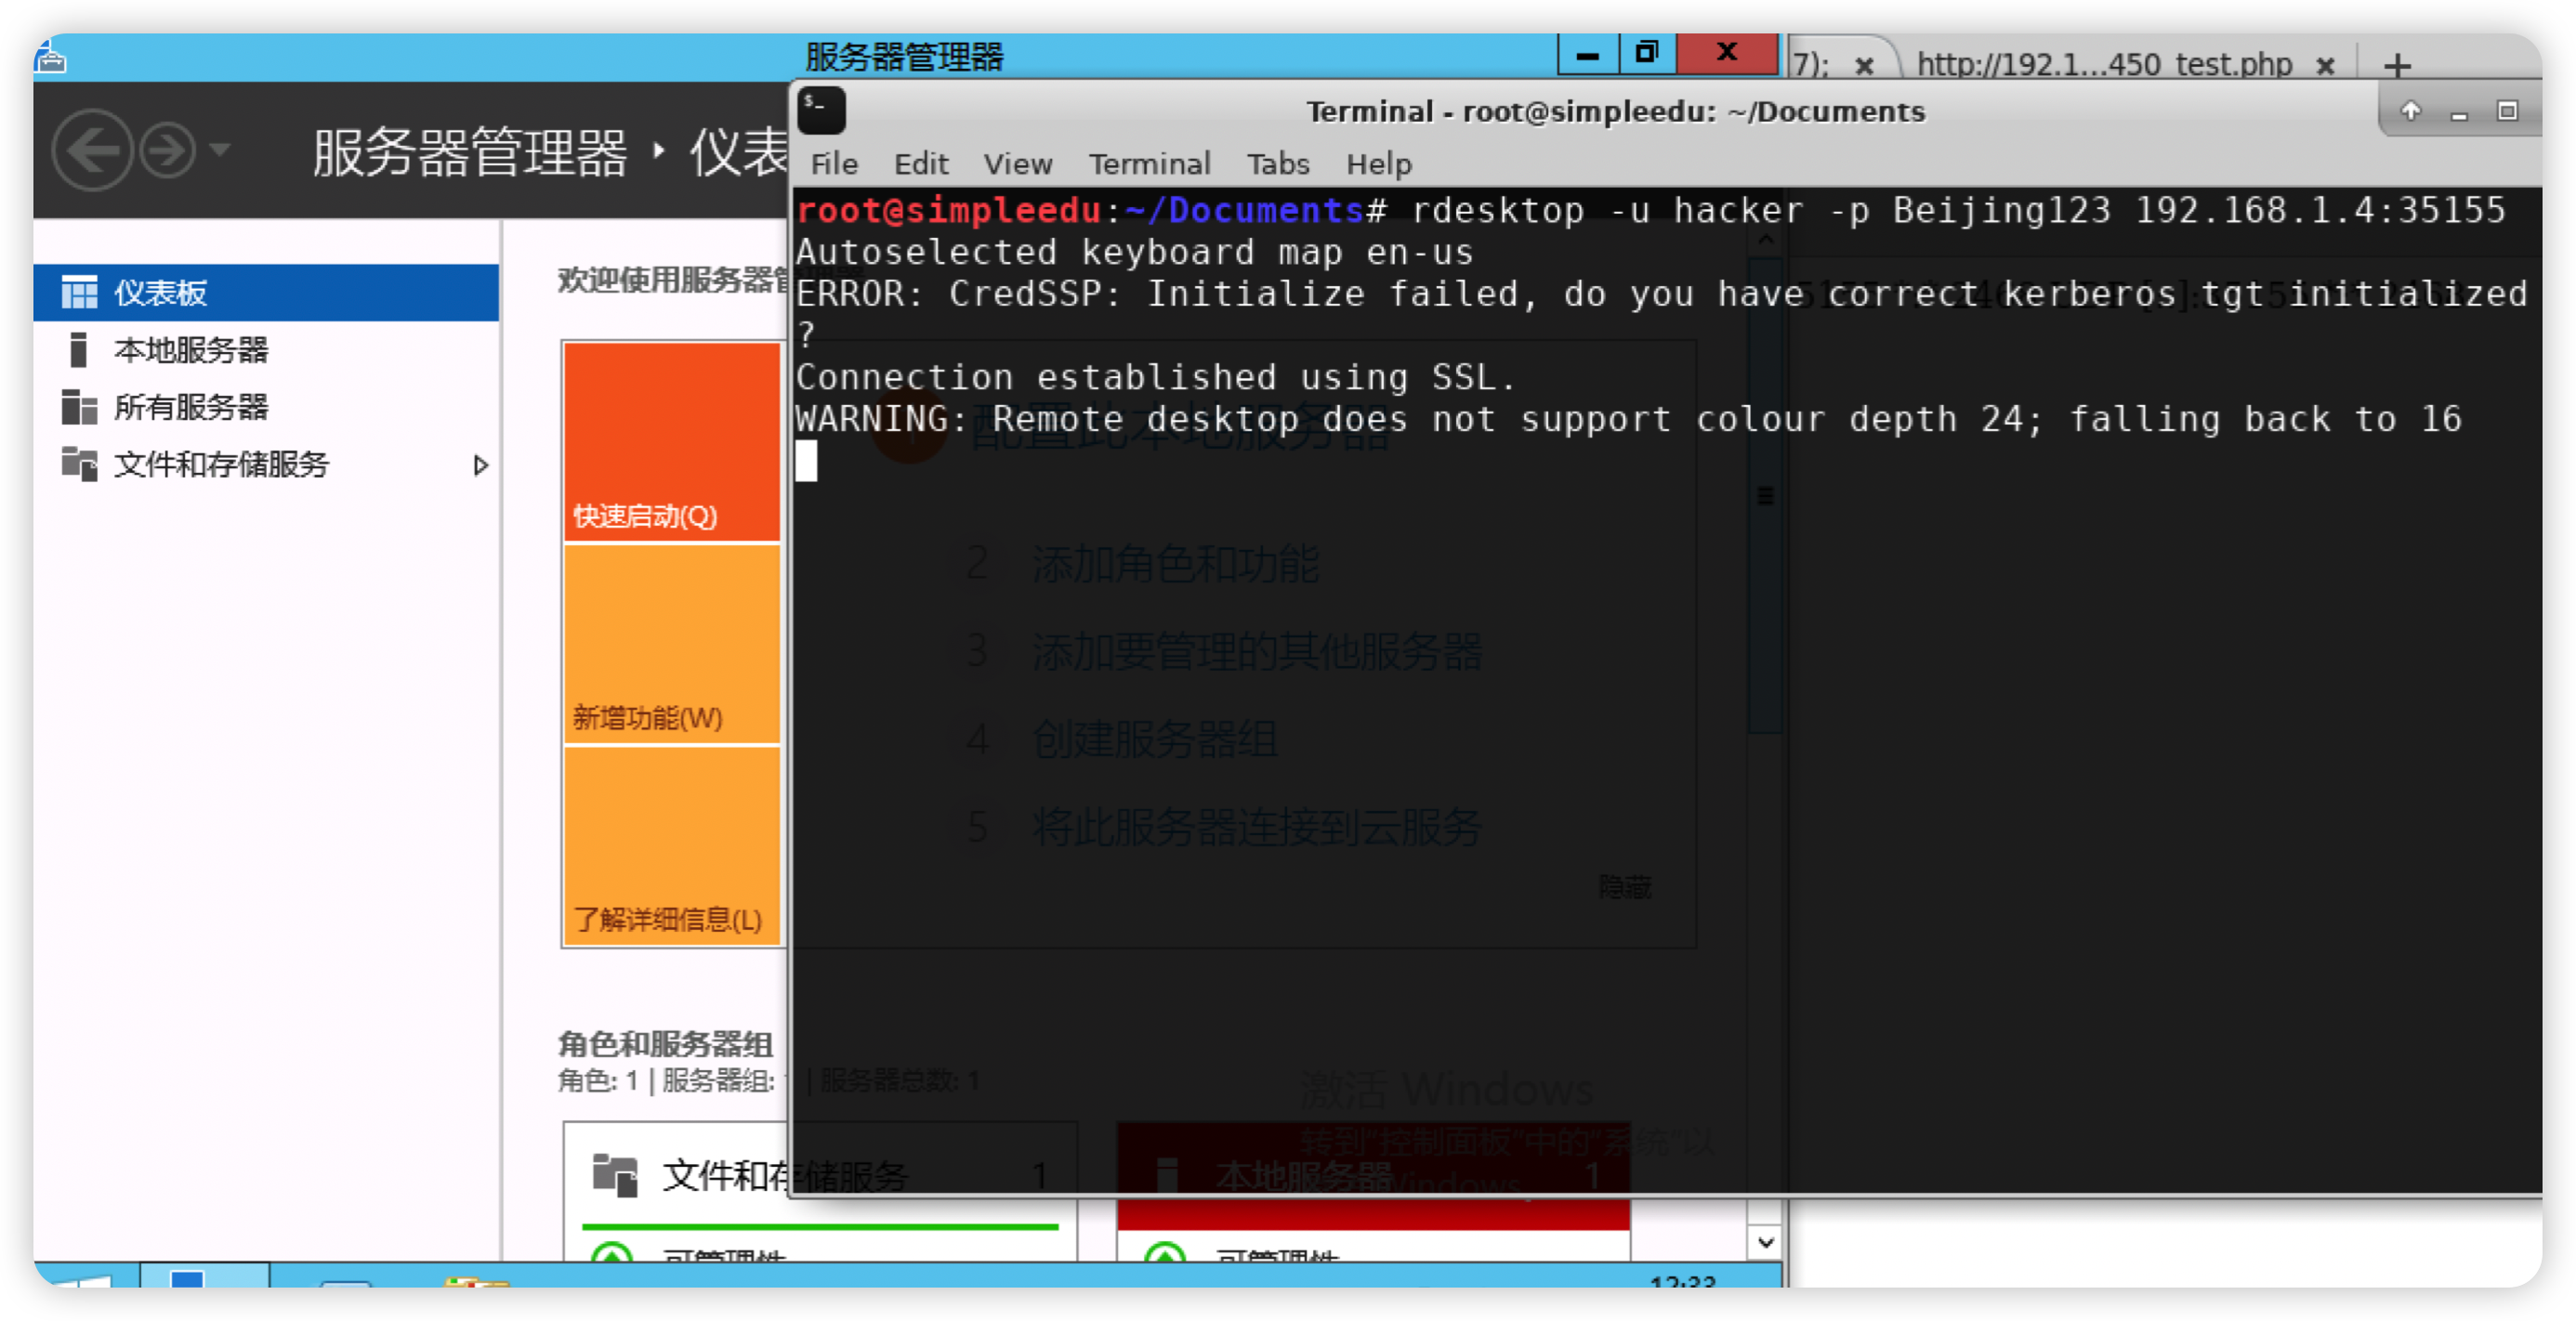 服务器管理器
7);
http://192.1...450_test.php
Terminal - root@simpleedu: ~/Documents
服务器管理器 ‣ 仪表
File Edit View Terminal Tabs Help
root@simpleedu:~/Documents# rdesktop -u hacker -p Beijing123 192.168.1.4:35155
Autoselected keyboard map en-us
ERROR: CredSSP: Initialize failed, do you have correct kerberos tgt initialized
?
Connection established using SSL.
WARNING: Remote desktop does not support colour depth 24; falling back to 16
仪表板
本地服务器
所有服务器
文件和存储服务
欢迎使用服务器管理器
快速启动(Q)
新增功能(W)
了解详细信息(L)
1 配置此本地服务器
2 添加角色和功能
3 添加要管理的其他服务器
4 创建服务器组
5 将此服务器连接到云服务
隐藏
角色和服务器组
角色: 1 | 服务器组: 1 | 服务器总数: 1
激活 Windows
转到"控制面板"中的"系统"以
Windows
文件和存储服务 1
本地服务器 1
可管理性
可管理性
12:33